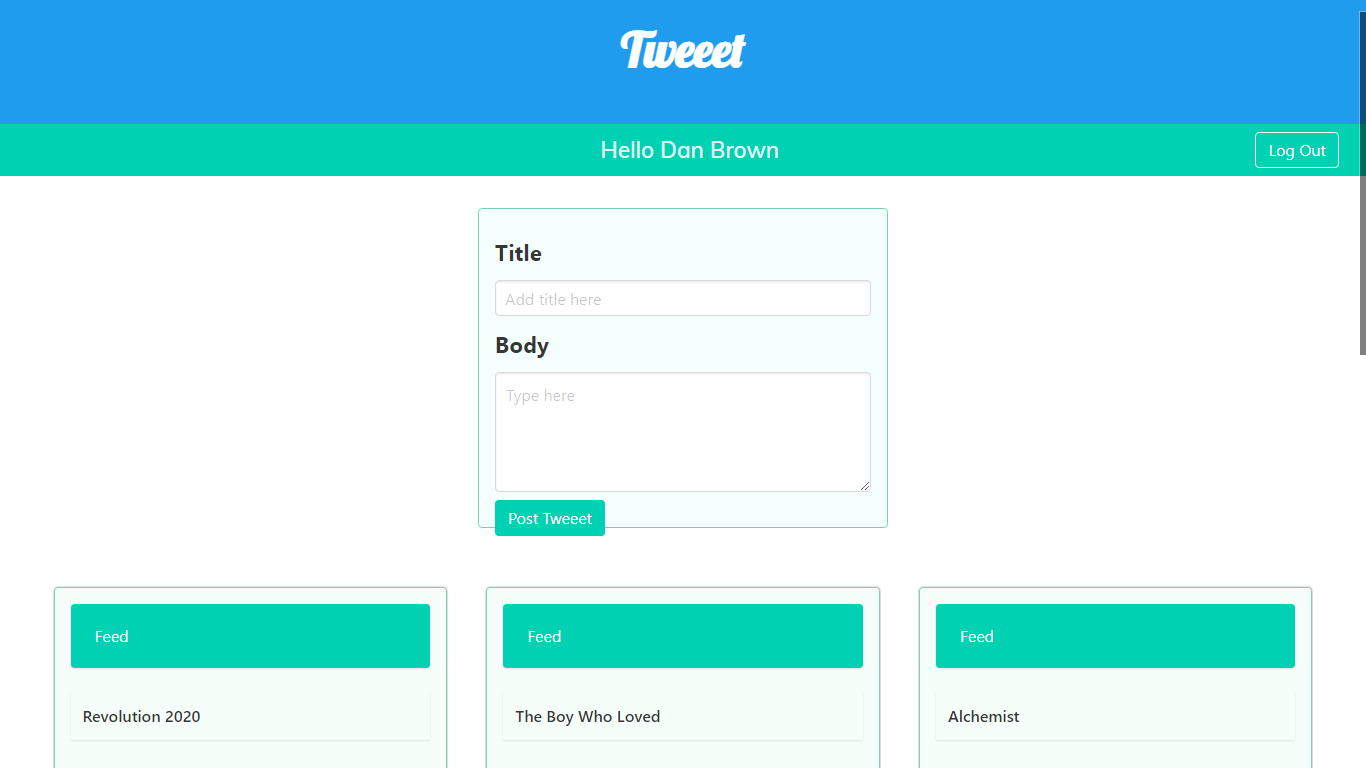 Tweeet
Hello Dan Brown
Log Out
Title
Add title here
Body
Type here
Post Tweeet
Feed
Revolution 2020
Feed
The Boy Who Loved
Feed
Alchemist